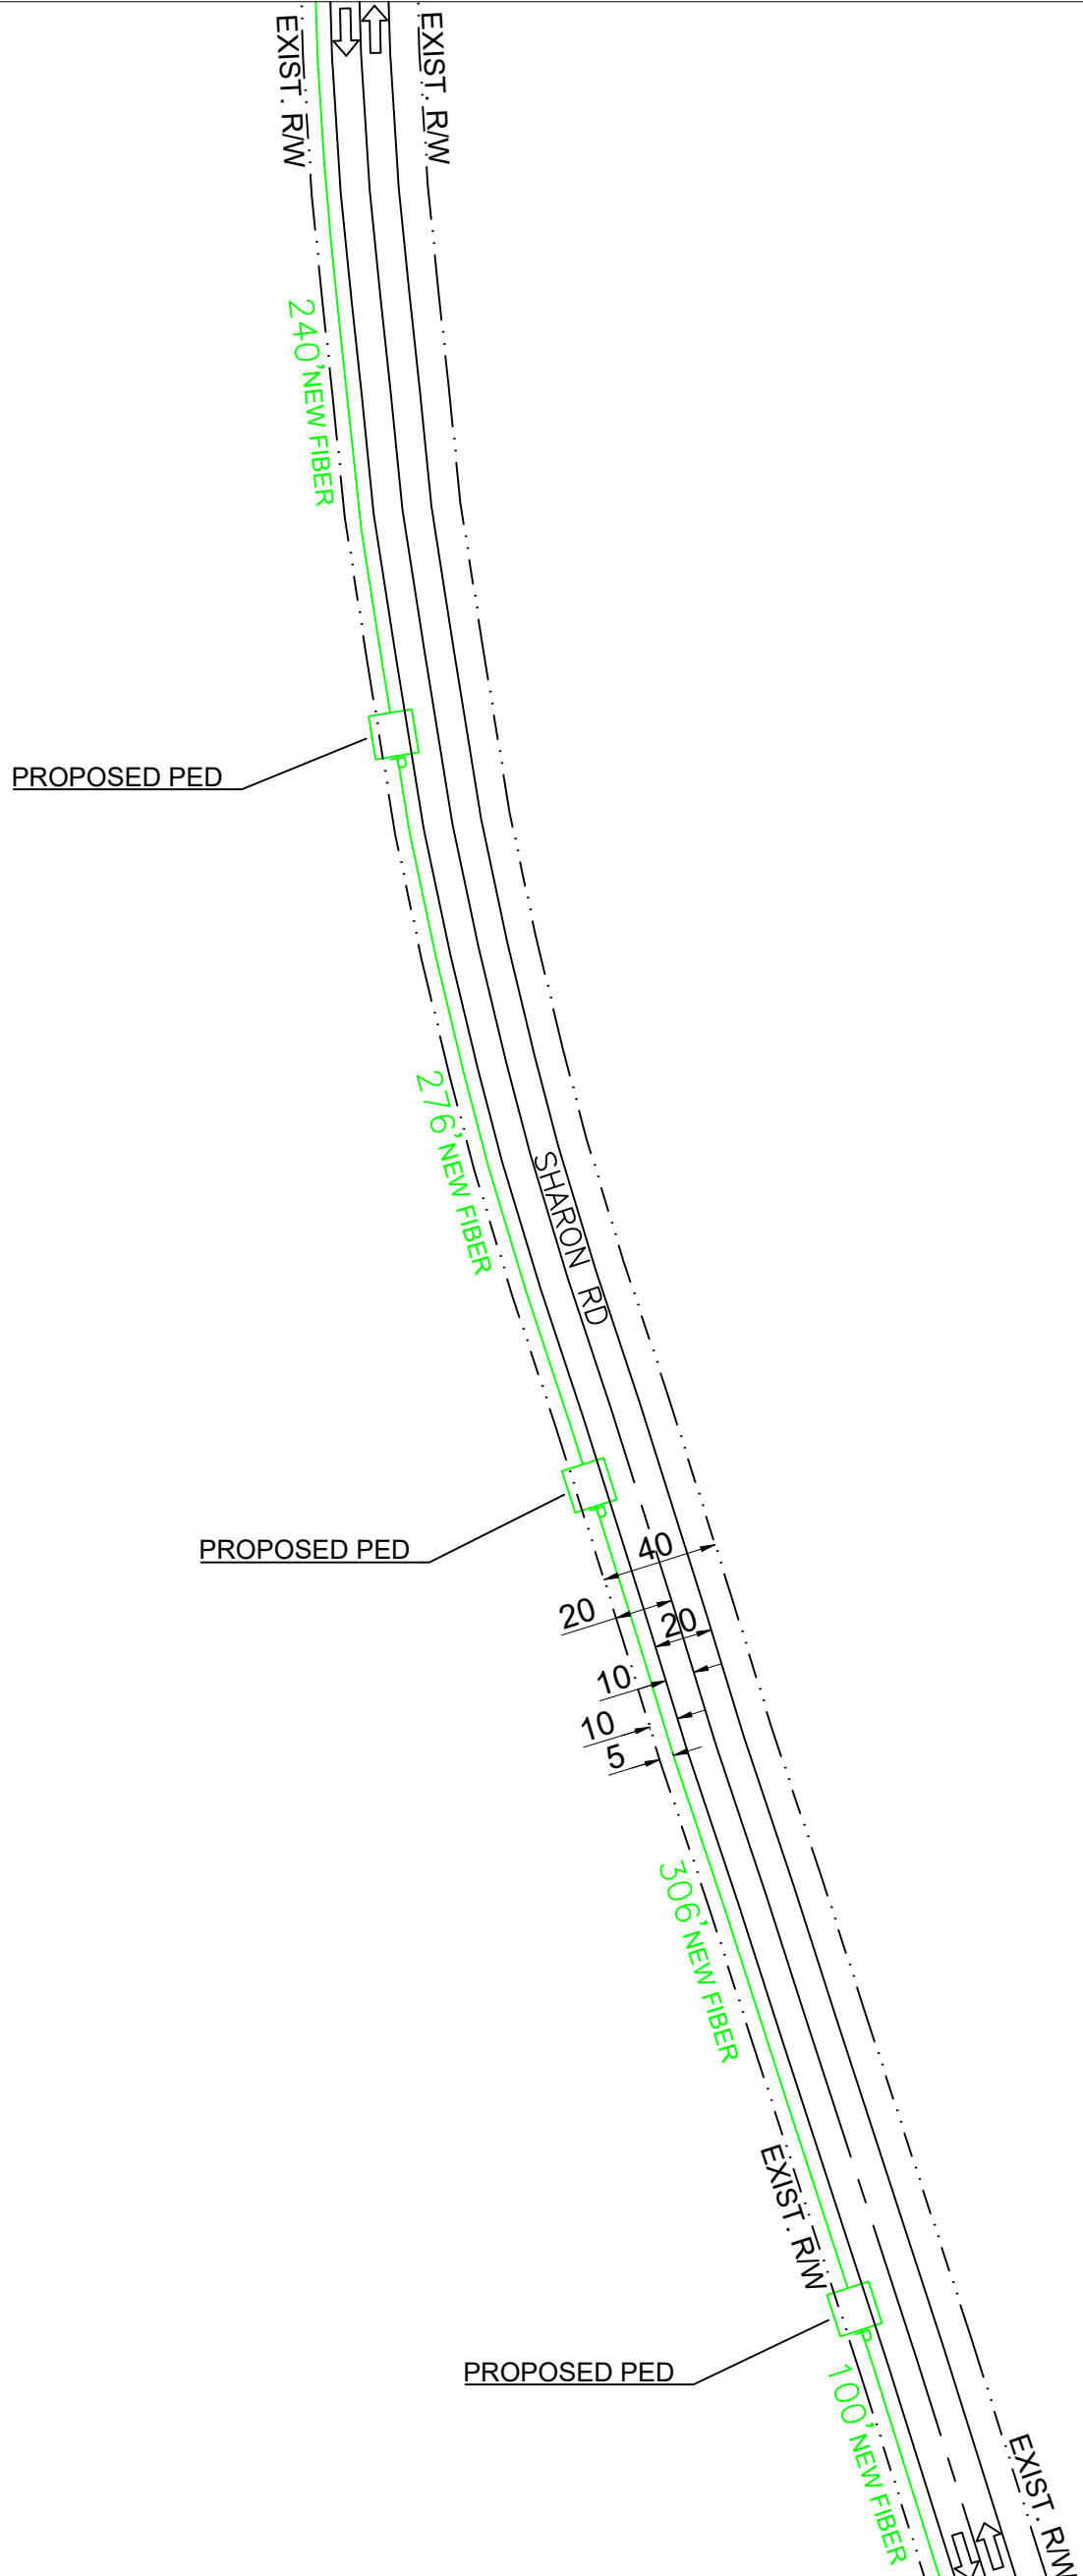 EXIST. R/W
EXIST. R/W
240' NEW FIBER
PROPOSED PED
P
276' NEW FIBER
SHARON RD
PROPOSED PED
P
40
20
20
10
10
5
306' NEW FIBER
EXIST. R/W
PROPOSED PED
P
100' NEW FIBER
EXIST. R/W